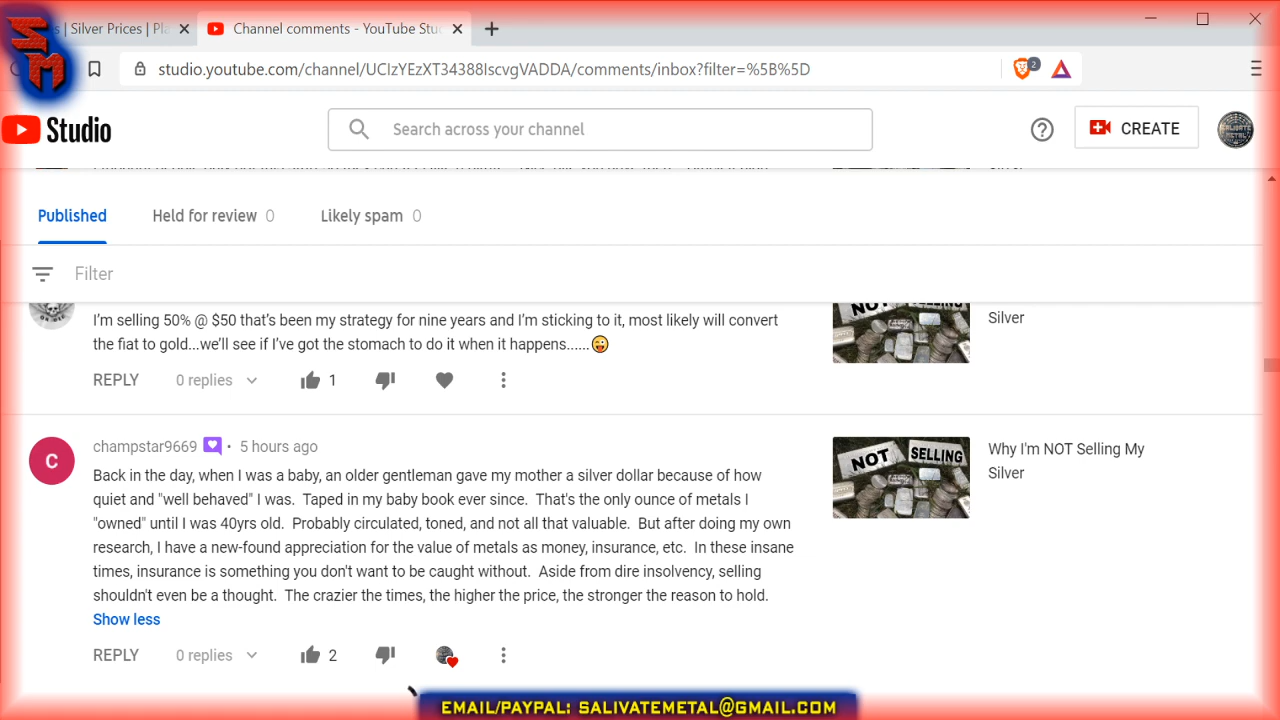 SM
| Silver Prices | Pla
Channel comments - YouTube Stu
studio.youtube.com/channel/UCIzYEzXT34388IscvgVADDA/comments/inbox?filter=%5B%5D
2
Studio
Search across your channel
CREATE
Published
Held for review 0
Likely spam 0
Filter
I'm selling 50% @ $50 that's been my strategy for nine years and I'm sticking to it, most likely will convert
the fiat to gold...we'll see if I've got the stomach to do it when it happens......😜
NOT SELLING
Silver
REPLY 0 replies 1
C
champstar9669 • 5 hours ago
Back in the day, when I was a baby, an older gentleman gave my mother a silver dollar because of how
quiet and "well behaved" I was. Taped in my baby book ever since. That's the only ounce of metals I
"owned" until I was 40yrs old. Probably circulated, toned, and not all that valuable. But after doing my own
research, I have a new-found appreciation for the value of metals as money, insurance, etc. In these insane
times, insurance is something you don't want to be caught without. Aside from dire insolvency, selling
shouldn't even be a thought. The crazier the times, the higher the price, the stronger the reason to hold.
Show less
NOT SELLING
Why I'm NOT Selling My
Silver
REPLY 0 replies 2
EMAIL/PAYPAL: SALIVATEMETAL@GMAIL.COM